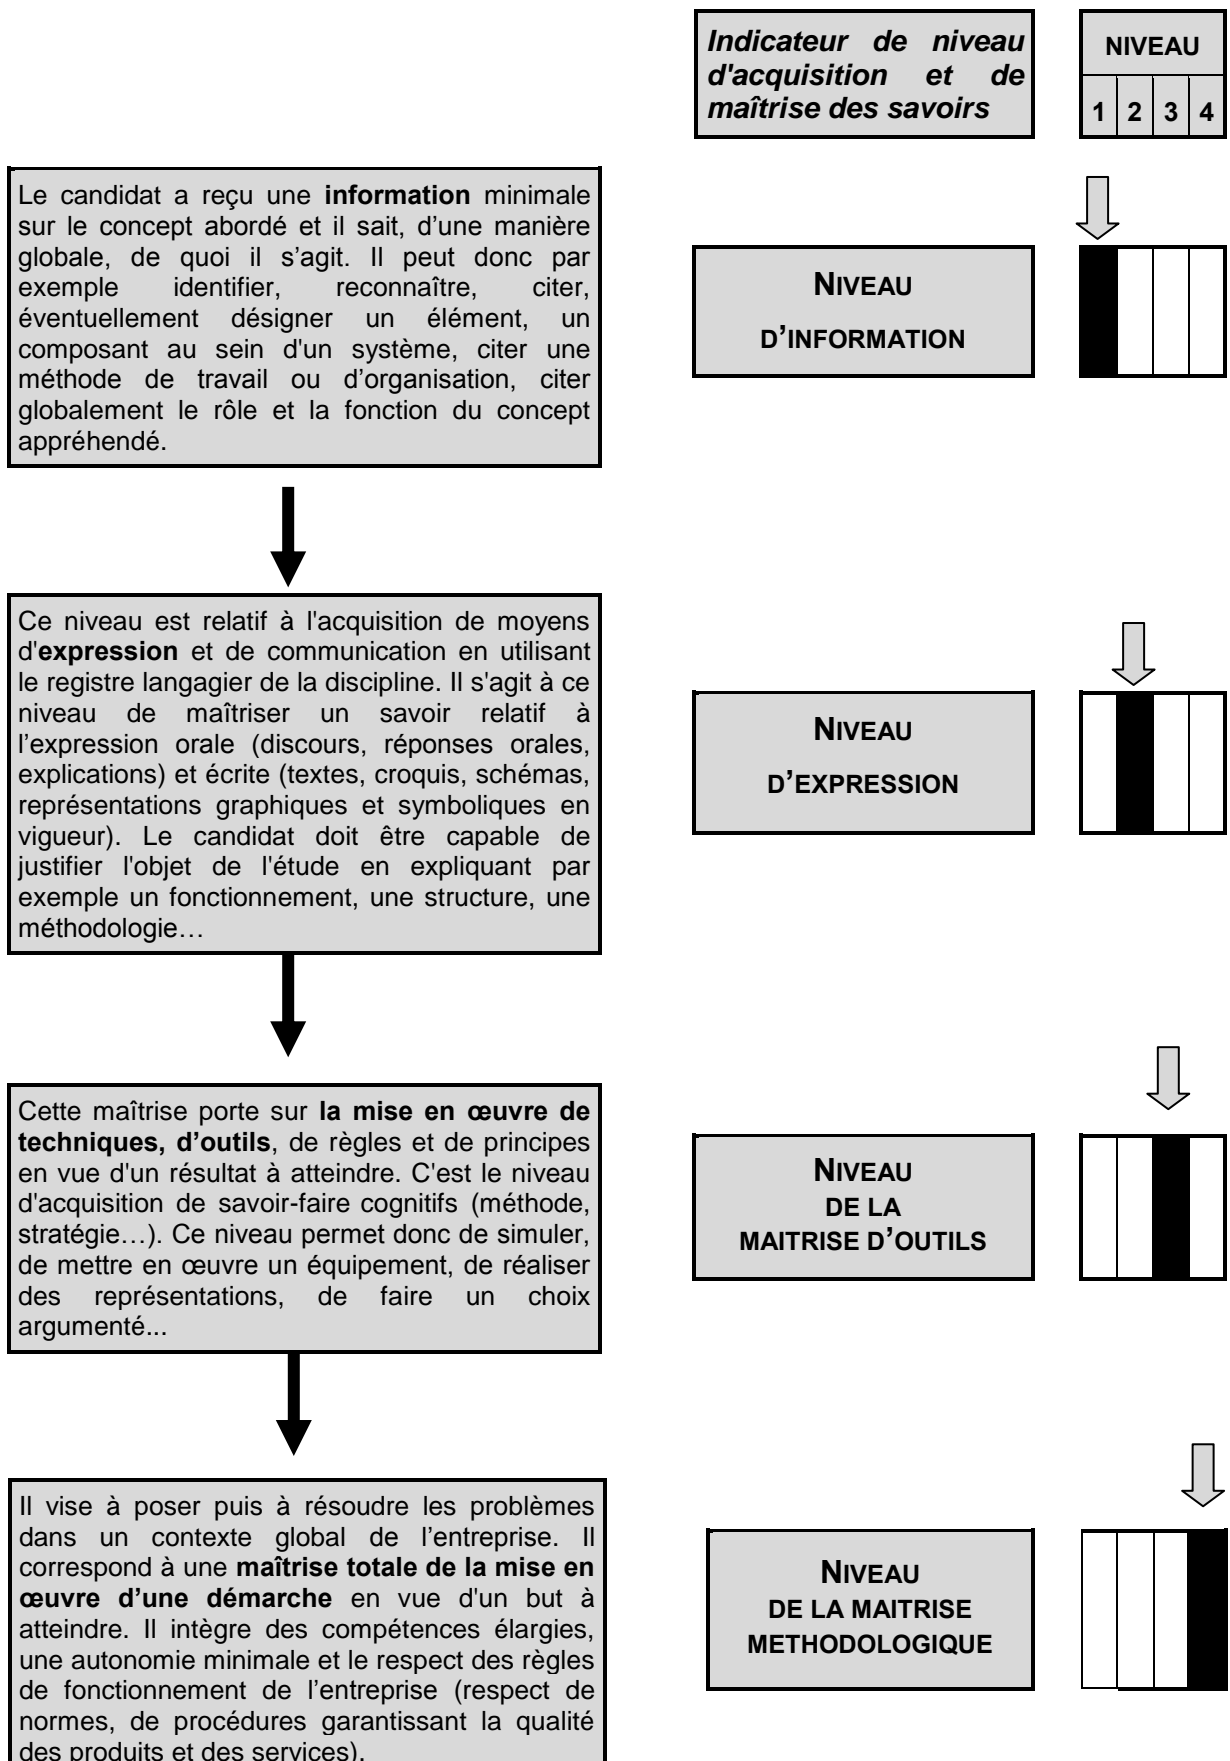 Indicateur de niveau
d'acquisition et de
maîtrise des savoirs
NIVEAU
1 2 3 4
Le candidat a reçu une information minimale
sur le concept abordé et il sait, d’une manière
globale, de quoi il s’agit. Il peut donc par
exemple identifier, reconnaître, citer,
éventuellement désigner un élément, un
composant au sein d'un système, citer une
méthode de travail ou d’organisation, citer
globalement le rôle et la fonction du concept
appréhendé.
NIVEAU
D’INFORMATION
Ce niveau est relatif à l'acquisition de moyens
d'expression et de communication en utilisant
le registre langagier de la discipline. Il s'agit à ce
niveau de maîtriser un savoir relatif à
l’expression orale (discours, réponses orales,
explications) et écrite (textes, croquis, schémas,
représentations graphiques et symboliques en
vigueur). Le candidat doit être capable de
justifier l'objet de l'étude en expliquant par
exemple un fonctionnement, une structure, une
méthodologie…
NIVEAU
D’EXPRESSION
Cette maîtrise porte sur la mise en œuvre de
techniques, d’outils, de règles et de principes
en vue d'un résultat à atteindre. C'est le niveau
d'acquisition de savoir-faire cognitifs (méthode,
stratégie…). Ce niveau permet donc de simuler,
de mettre en œuvre un équipement, de réaliser
des représentations, de faire un choix
argumenté...
NIVEAU
DE LA
MAITRISE D’OUTILS
Il vise à poser puis à résoudre les problèmes
dans un contexte global de l’entreprise. Il
correspond à une maîtrise totale de la mise en
œuvre d’une démarche en vue d'un but à
atteindre. Il intègre des compétences élargies,
une autonomie minimale et le respect des règles
de fonctionnement de l’entreprise (respect de
normes, de procédures garantissant la qualité
des produits et des services).
NIVEAU
DE LA MAITRISE
METHODOLOGIQUE